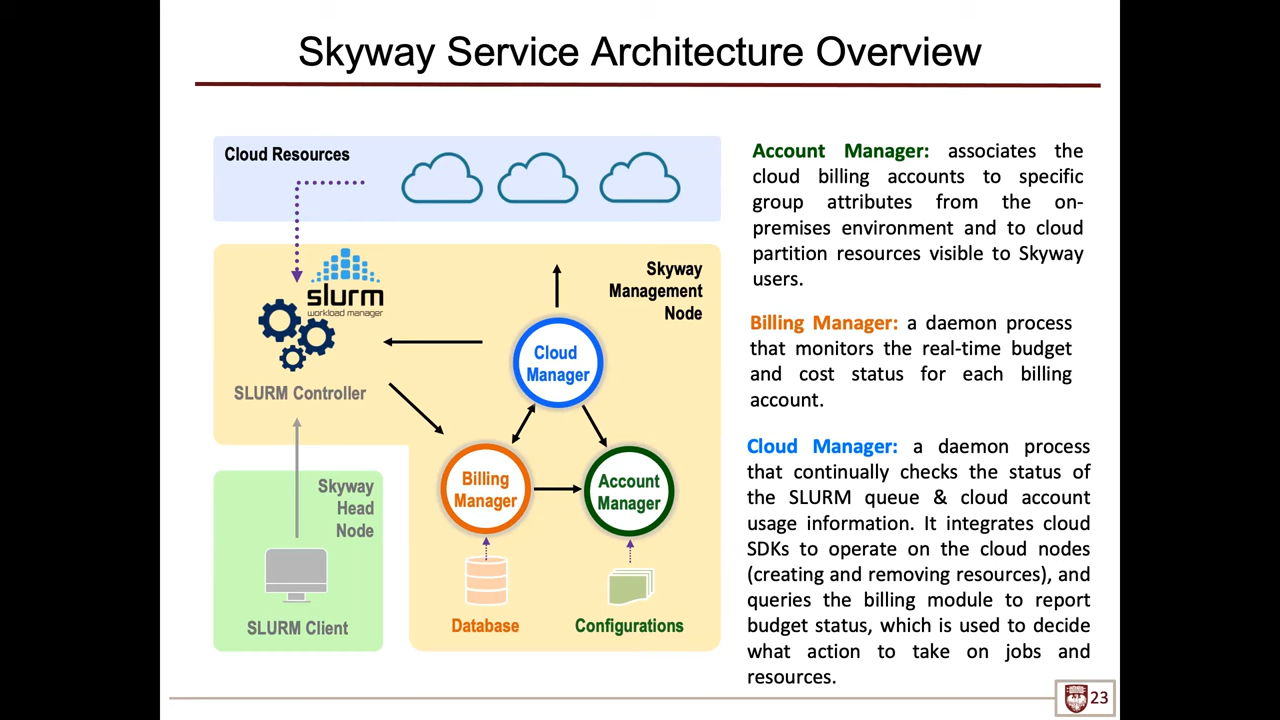 Skyway Service Architecture Overview
Cloud Resources
slurm
workload manager
SLURM Controller
Skyway
Management
Node
Cloud
Manager
Billing
Manager
Account
Manager
Skyway
Head
Node
SLURM Client
Database
Configurations
Account Manager: associates the
cloud billing accounts to specific
group attributes from the on-
premises environment and to cloud
partition resources visible to Skyway
users.
Billing Manager: a daemon process
that monitors the real-time budget
and cost status for each billing
account.
Cloud Manager: a daemon process
that continually checks the status of
the SLURM queue & cloud account
usage information. It integrates cloud
SDKs to operate on the cloud nodes
(creating and removing resources), and
queries the billing module to report
budget status, which is used to decide
what action to take on jobs and
resources.
23